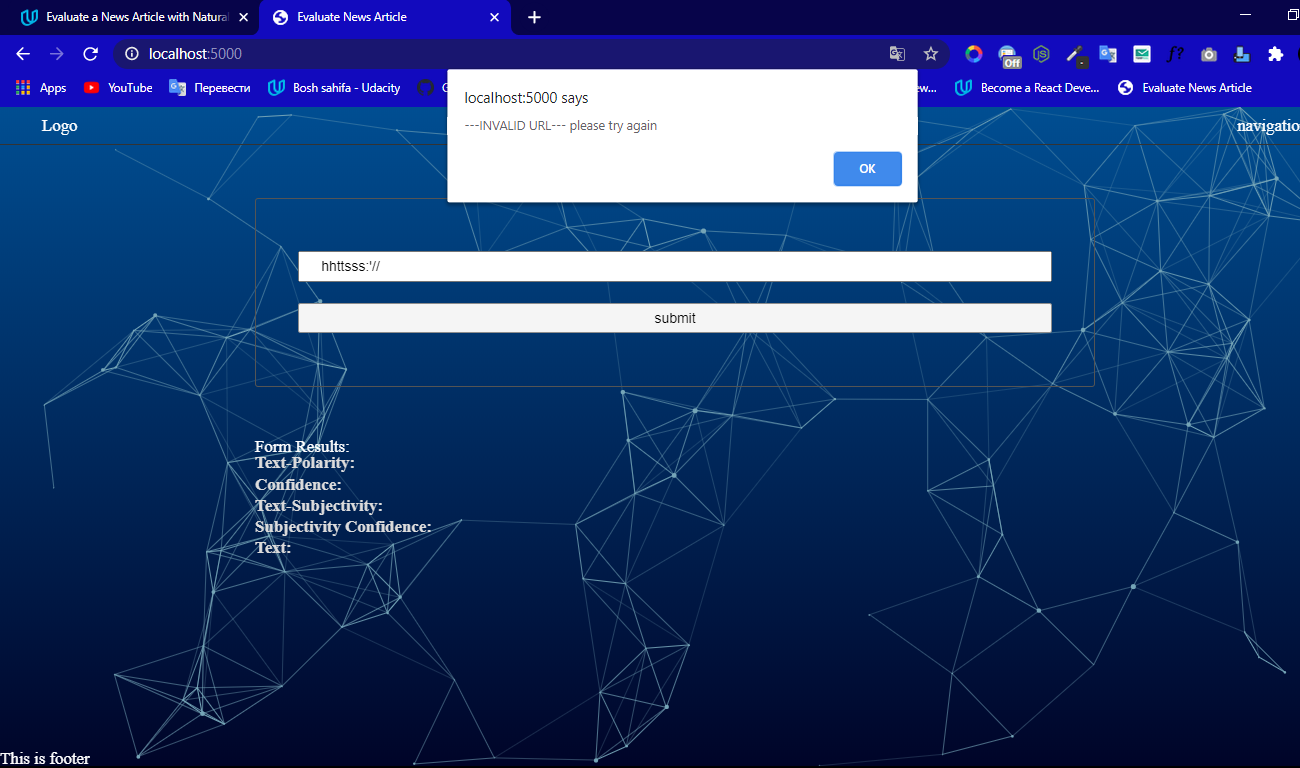 Evaluate a News Article with Natural
Evaluate News Article
localhost:5000
Off
Apps
YouTube
Перевести
Bosh sahifa - Udacity
G
ew...
Become a React Deve...
Evaluate News Article
localhost:5000 says
---INVALID URL--- please try again
OK
Logo
navigatio
hhttsss:'//
submit
Form Results:
Text-Polarity:
Confidence:
Text-Subjectivity:
Subjectivity Confidence:
Text:
This is footer